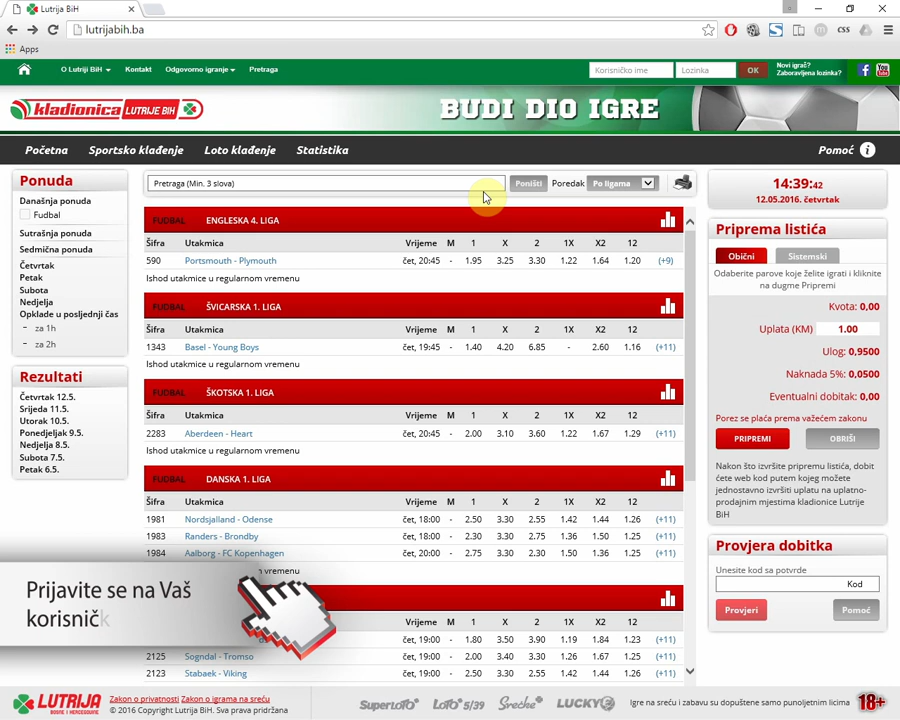 Lutrija BiH
lutrijabih.ba
CSS
Apps
O Lutriji BiH Kontakt Odgovorno igranje Pretraga
Korisničko ime Lozinka OK
Novi igrač?
Zaboravljena lozinka?
You Tube
kladionica LUTRIJE BIH
BUDI DIO IGRE
Početna Sportsko klađenje Loto klađenje Statistika Pomoć i
Ponuda
Današnja ponuda
Fudbal
Sutrašnja ponuda
Sedmična ponuda
Četvrtak
Petak
Subota
Nedjelja
Opklade u posljednji čas
- za 1h
- za 2h
Rezultati
Četvrtak 12.5.
Srijeda 11.5.
Utorak 10.5.
Ponedjeljak 9.5.
Nedjelja 8.5.
Subota 7.5.
Petak 6.5.
Pretraga (Min. 3 slova) Poništi Poredak Po ligama
FUDBAL ENGLESKA 4. LIGA
Šifra Utakmica Vrijeme M 1 X 2 1X X2 12
590 Portsmouth - Plymouth čet, 20:45 - 1.95 3.25 3.30 1.22 1.64 1.20 (+9)
Ishod utakmice u regularnom vremenu
FUDBAL ŠVICARSKA 1. LIGA
Šifra Utakmica Vrijeme M 1 X 2 1X X2 12
1343 Basel - Young Boys čet, 19:45 - 1.40 4.20 6.85 - 2.60 1.16 (+11)
Ishod utakmice u regularnom vremenu
FUDBAL ŠKOTSKA 1. LIGA
Šifra Utakmica Vrijeme M 1 X 2 1X X2 12
2283 Aberdeen - Heart čet, 20:45 - 2.00 3.10 3.60 1.22 1.67 1.29 (+11)
Ishod utakmice u regularnom vremenu
FUDBAL DANSKA 1. LIGA
Šifra Utakmica Vrijeme M 1 X 2 1X X2 12
1981 Nordsjalland - Odense čet, 18:00 - 2.50 3.30 2.55 1.42 1.44 1.26 (+11)
1983 Randers - Brondby čet, 18:00 - 2.30 3.30 2.75 1.36 1.50 1.25 (+11)
1984 Aalborg - FC Kopenhagen čet, 20:00 - 2.75 3.30 2.30 1.50 1.36 1.25 (+11)
vremenu
Vrijeme M 1 X 2 1X X2 12
čet, 19:00 - 1.80 3.50 3.90 1.19 1.84 1.23 (+11)
2125 Sogndal - Tromso čet, 19:00 - 2.00 3.40 3.30 1.26 1.67 1.25 (+11)
2123 Stabaek - Viking čet, 19:00 - 2.50 3.30 2.55 1.42 1.44 1.26 (+11)
Prijavite se na Vaš
korisničk
14:39:42
12.05.2016. četvrtak
Priprema listića
Obični Sistemski
Odaberite parove koje želite igrati i kliknite
na dugme Pripremi
Kvota: 0,00
Uplata (KM) 1.00
Ulog: 0,9500
Naknada 5%: 0,0500
Eventualni dobitak: 0,00
Porez se plaća prema važećem zakonu
PRIPREMI OBRIŠI
Nakon što izvršite pripremu listića, dobit
ćete web kod putem kojeg možete
jednostavno izvršiti uplatu na uplatno-
prodajnim mjestima kladionice Lutrije
BiH
Provjera dobitka
Unesite kod sa potvrde
Kod
Provjeri Pomoć
LUTRIJA
BOSNE I HERCEGOVINE
Zakon o privatnosti Zakon o igrama na sreću
© 2016 Copyright Lutrija BiH. Sva prava pridržana
SuperLoto Loto 5/39 Srećke LUCKY6
Igre na sreću i zabavu su dopuštene samo punoljetnim licima 18+